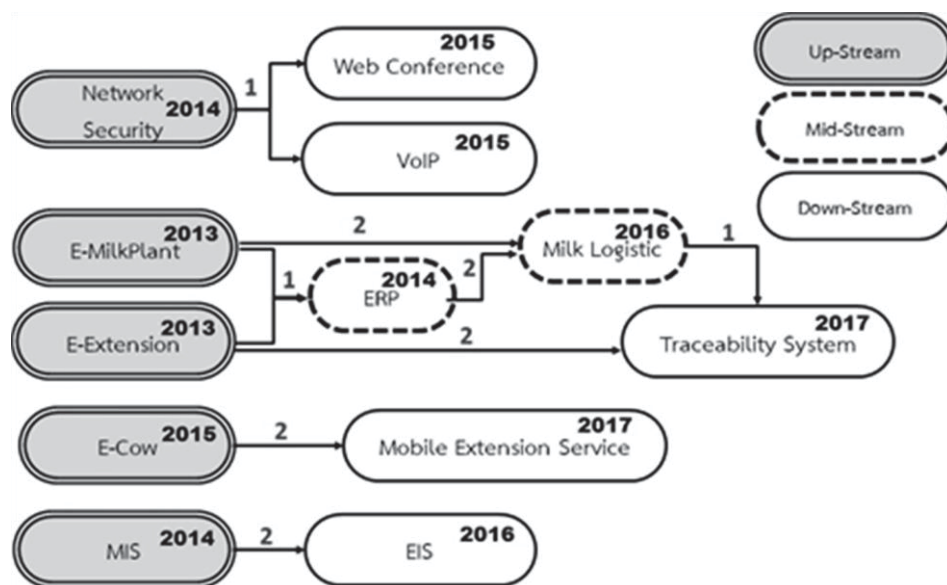 2015
Web Conference
Up-Stream
Network
2014
Security
1
2015
VoIP
Mid-Stream
Down-Stream
2013
E-MilkPlant
2
2016
Milk Logistic
1
1
2014
ERP
2
2013
E-Extension
2
2017
Traceability System
2015
E-Cow
2
2017
Mobile Extension Service
2014
MIS
2
2016
EIS